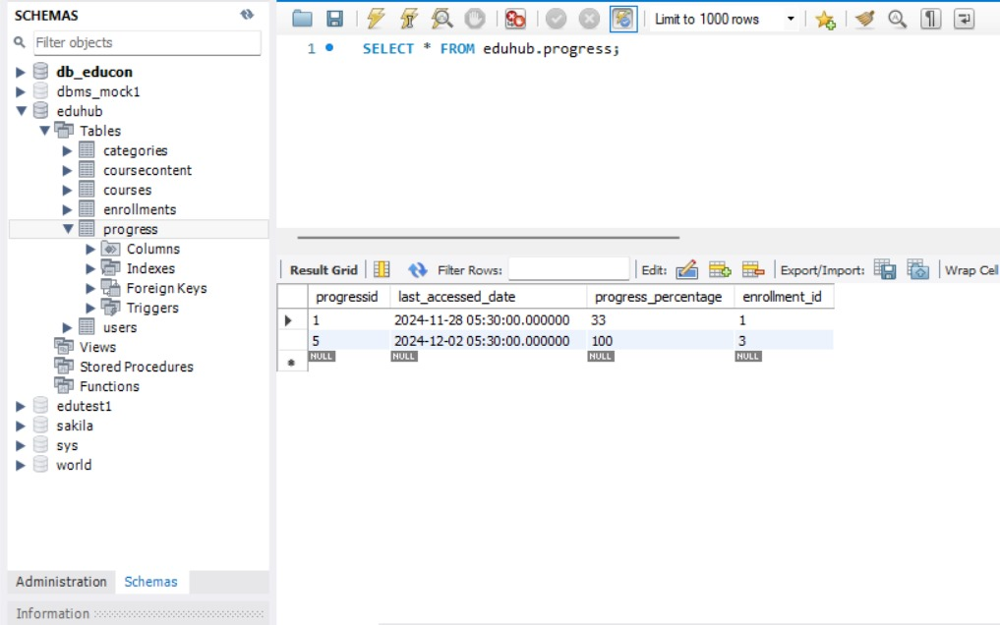 SCHEMAS
Filter objects
db_educon
dbms_mock1
eduhub
Tables
categories
coursecontent
courses
enrollments
progress
Columns
Indexes
Foreign Keys
Triggers
users
Views
Stored Procedures
Functions
edutest1
sakila
sys
world
Administration Schemas
Information
Limit to 1000 rows
1 SELECT * FROM eduhub.progress;
Result Grid Filter Rows: Edit: Export/Import: Wrap Cell
progressid last_accessed_date progress_percentage enrollment_id
1 2024-11-28 05:30:00.000000 33 1
5 2024-12-02 05:30:00.000000 100 3
NULL NULL NULL NULL